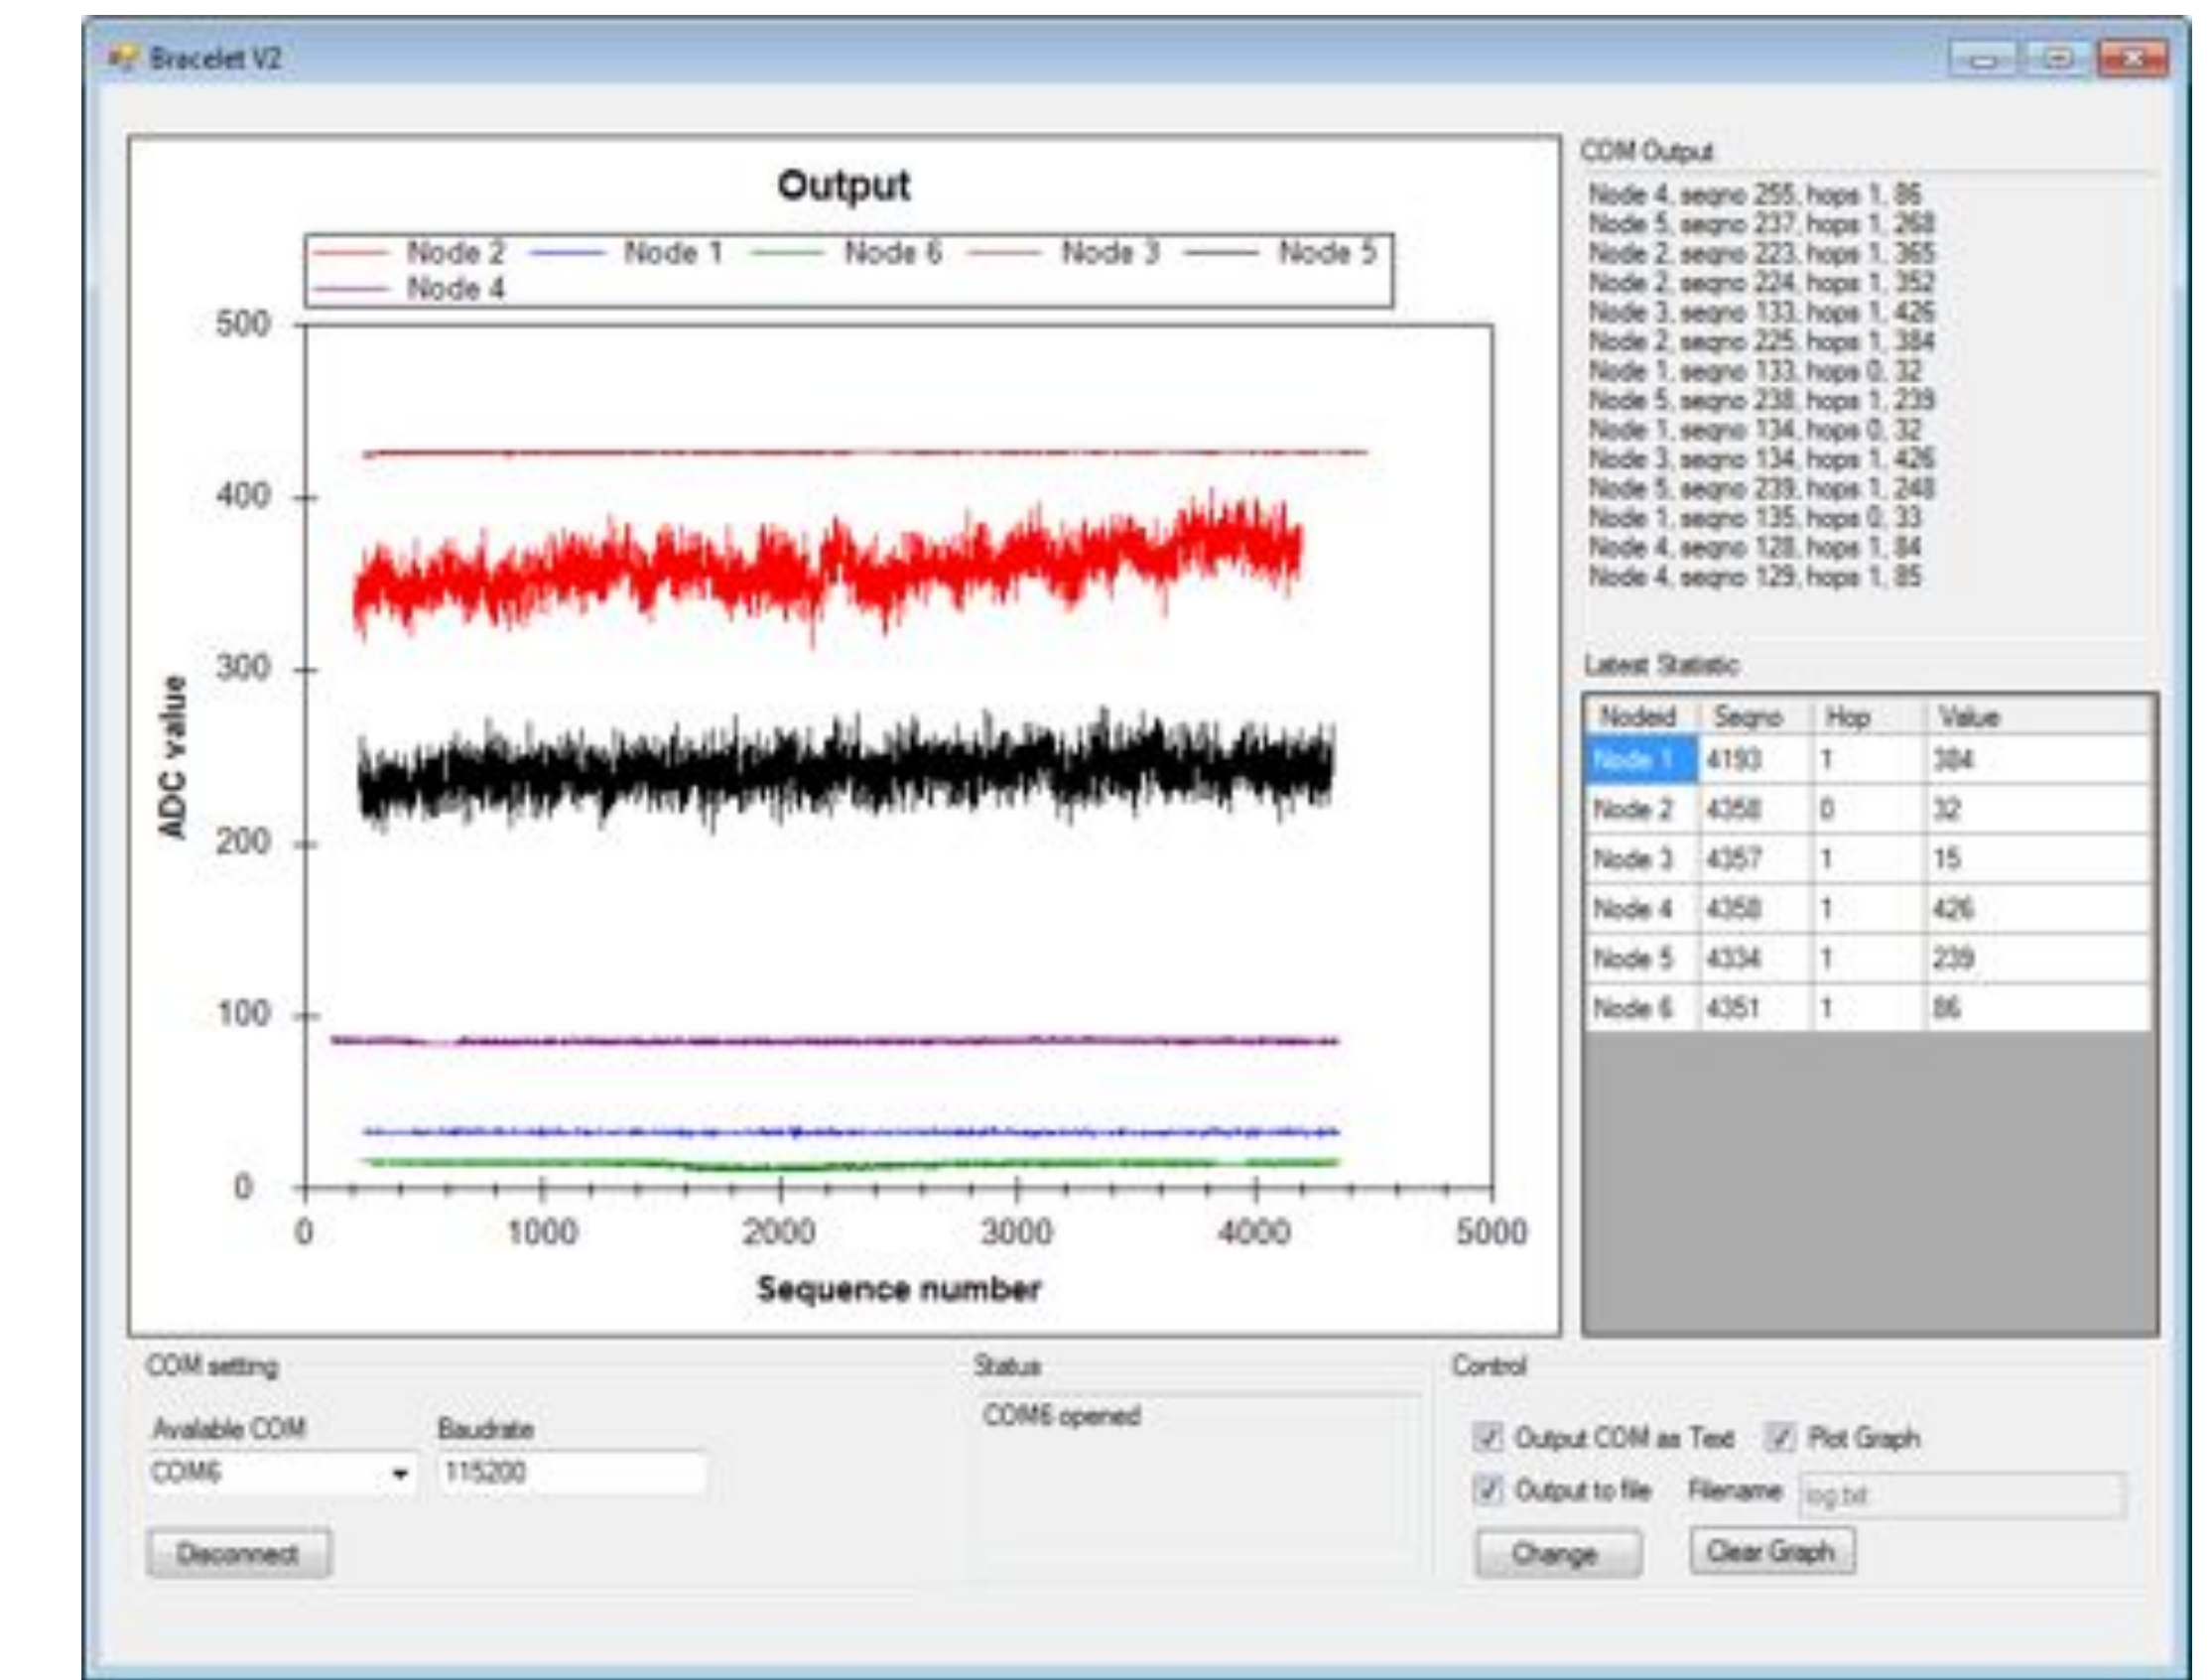 Bracelet V2
Output
Node 2 Node 1 Node 6 Node 3 Node 5
Node 4
500
400
300
200
100
0
ADC value
0 1000 2000 3000 4000 5000
Sequence number
COM Output
Node 4, seqno 255, hops 1, 86
Node 5, seqno 237, hops 1, 268
Node 2, seqno 223, hops 1, 365
Node 2, seqno 224, hops 1, 352
Node 3, seqno 133, hops 1, 426
Node 2, seqno 225, hops 1, 384
Node 1, seqno 133, hops 0, 32
Node 5, seqno 238, hops 1, 239
Node 1, seqno 134, hops 0, 32
Node 3, seqno 134, hops 1, 426
Node 5, seqno 239, hops 1, 248
Node 1, seqno 135, hops 0, 33
Node 4, seqno 128, hops 1, 84
Node 4, seqno 129, hops 1, 85
Latest Statistic
Nodeid Seqno Hop Value
Node 1 4193 1 384
Node 2 4358 0 32
Node 3 4357 1 15
Node 4 4358 1 426
Node 5 4334 1 239
Node 6 4351 1 86
COM setting
Available COM Baudrate
COM6 115200
Disconnect
Status
COM6 opened
Control
Output COM as Text Plot Graph
Output to file Filename log.txt
Change Clear Graph